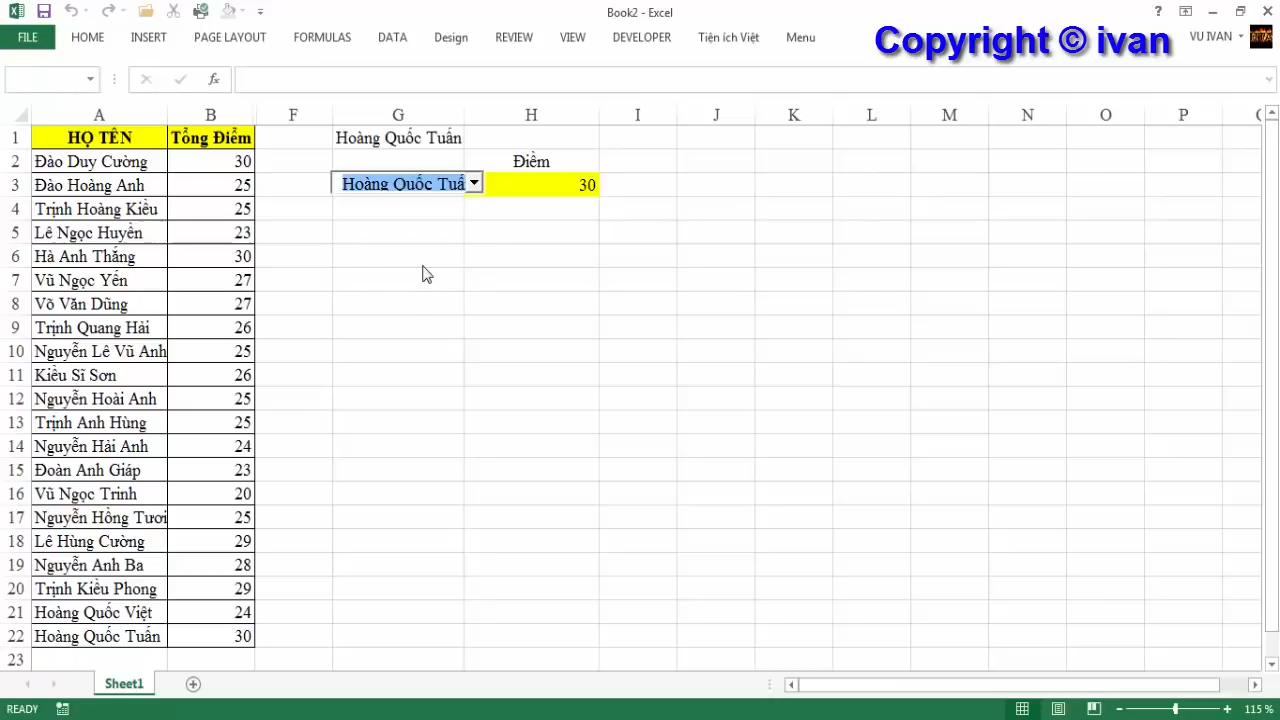 Book2 - Excel
FILE HOME INSERT PAGE LAYOUT FORMULAS DATA Design REVIEW VIEW DEVELOPER Tiện ích Việt Menu VU IVAN
Copyright © ivan
fx
A B F G H I J K L M N O P
1 HỌ TÊN Tổng Điểm Hoàng Quốc Tuấn
2 Đào Duy Cường 30 Điểm
3 Đào Hoàng Anh 25 Hoàng Quốc Tuấ 30
4 Trịnh Hoàng Kiều 25
5 Lê Ngọc Huyền 23
6 Hà Anh Thắng 30
7 Vũ Ngọc Yến 27
8 Võ Văn Dũng 27
9 Trịnh Quang Hải 26
10 Nguyễn Lê Vũ Anh 25
11 Kiều Sĩ Sơn 26
12 Nguyễn Hoài Anh 25
13 Trịnh Anh Hùng 25
14 Nguyễn Hải Anh 24
15 Đoàn Anh Giáp 23
16 Vũ Ngọc Trinh 20
17 Nguyễn Hồng Tươi 25
18 Lê Hùng Cường 29
19 Nguyễn Anh Ba 28
20 Trịnh Kiều Phong 29
21 Hoàng Quốc Việt 24
22 Hoàng Quốc Tuấn 30
23
Sheet1
READY 115 %